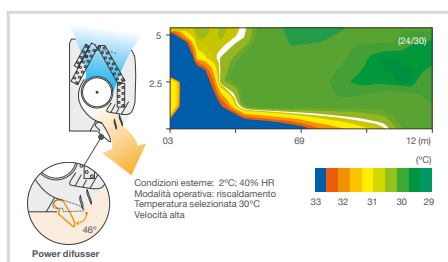 5
(24/30)
2.5
03
69
12 (m)
(°C)
33
32
31
30
29
Condizioni esterne: 2°C; 40% HR
Modalità operativa: riscaldamento
Temperatura selezionata 30°C
Velocità alta
46°
Power difusser